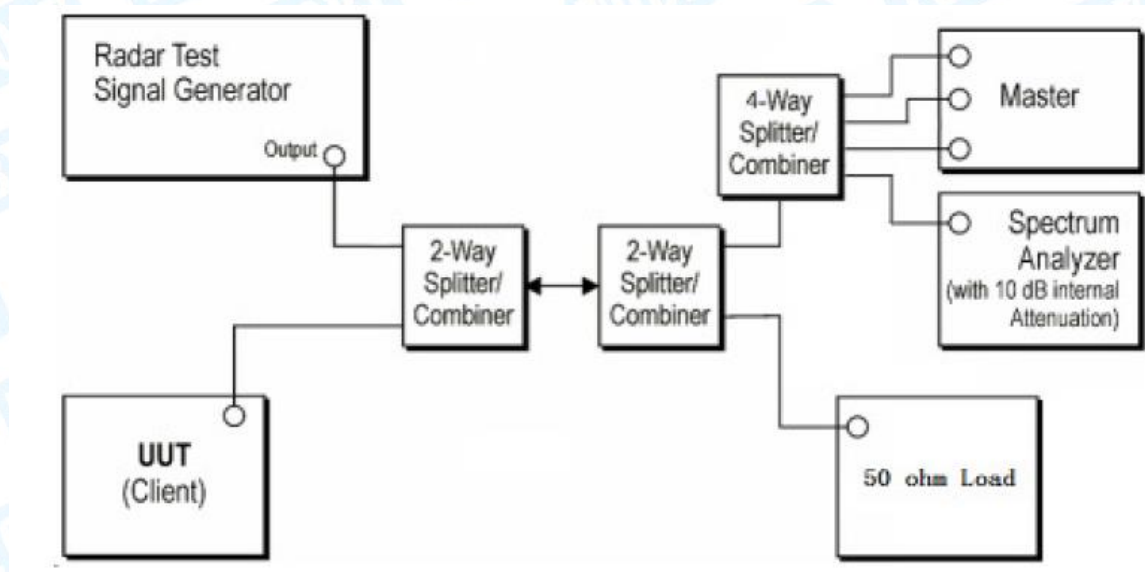 Radar Test
Signal Generator
Output
4-Way
Splitter/
Combiner
Master
Spectrum
Analyzer
(with 10 dB internal
Attenuation)
2-Way
Splitter/
Combiner
2-Way
Splitter/
Combiner
UUT
(Client)
50 ohm Load